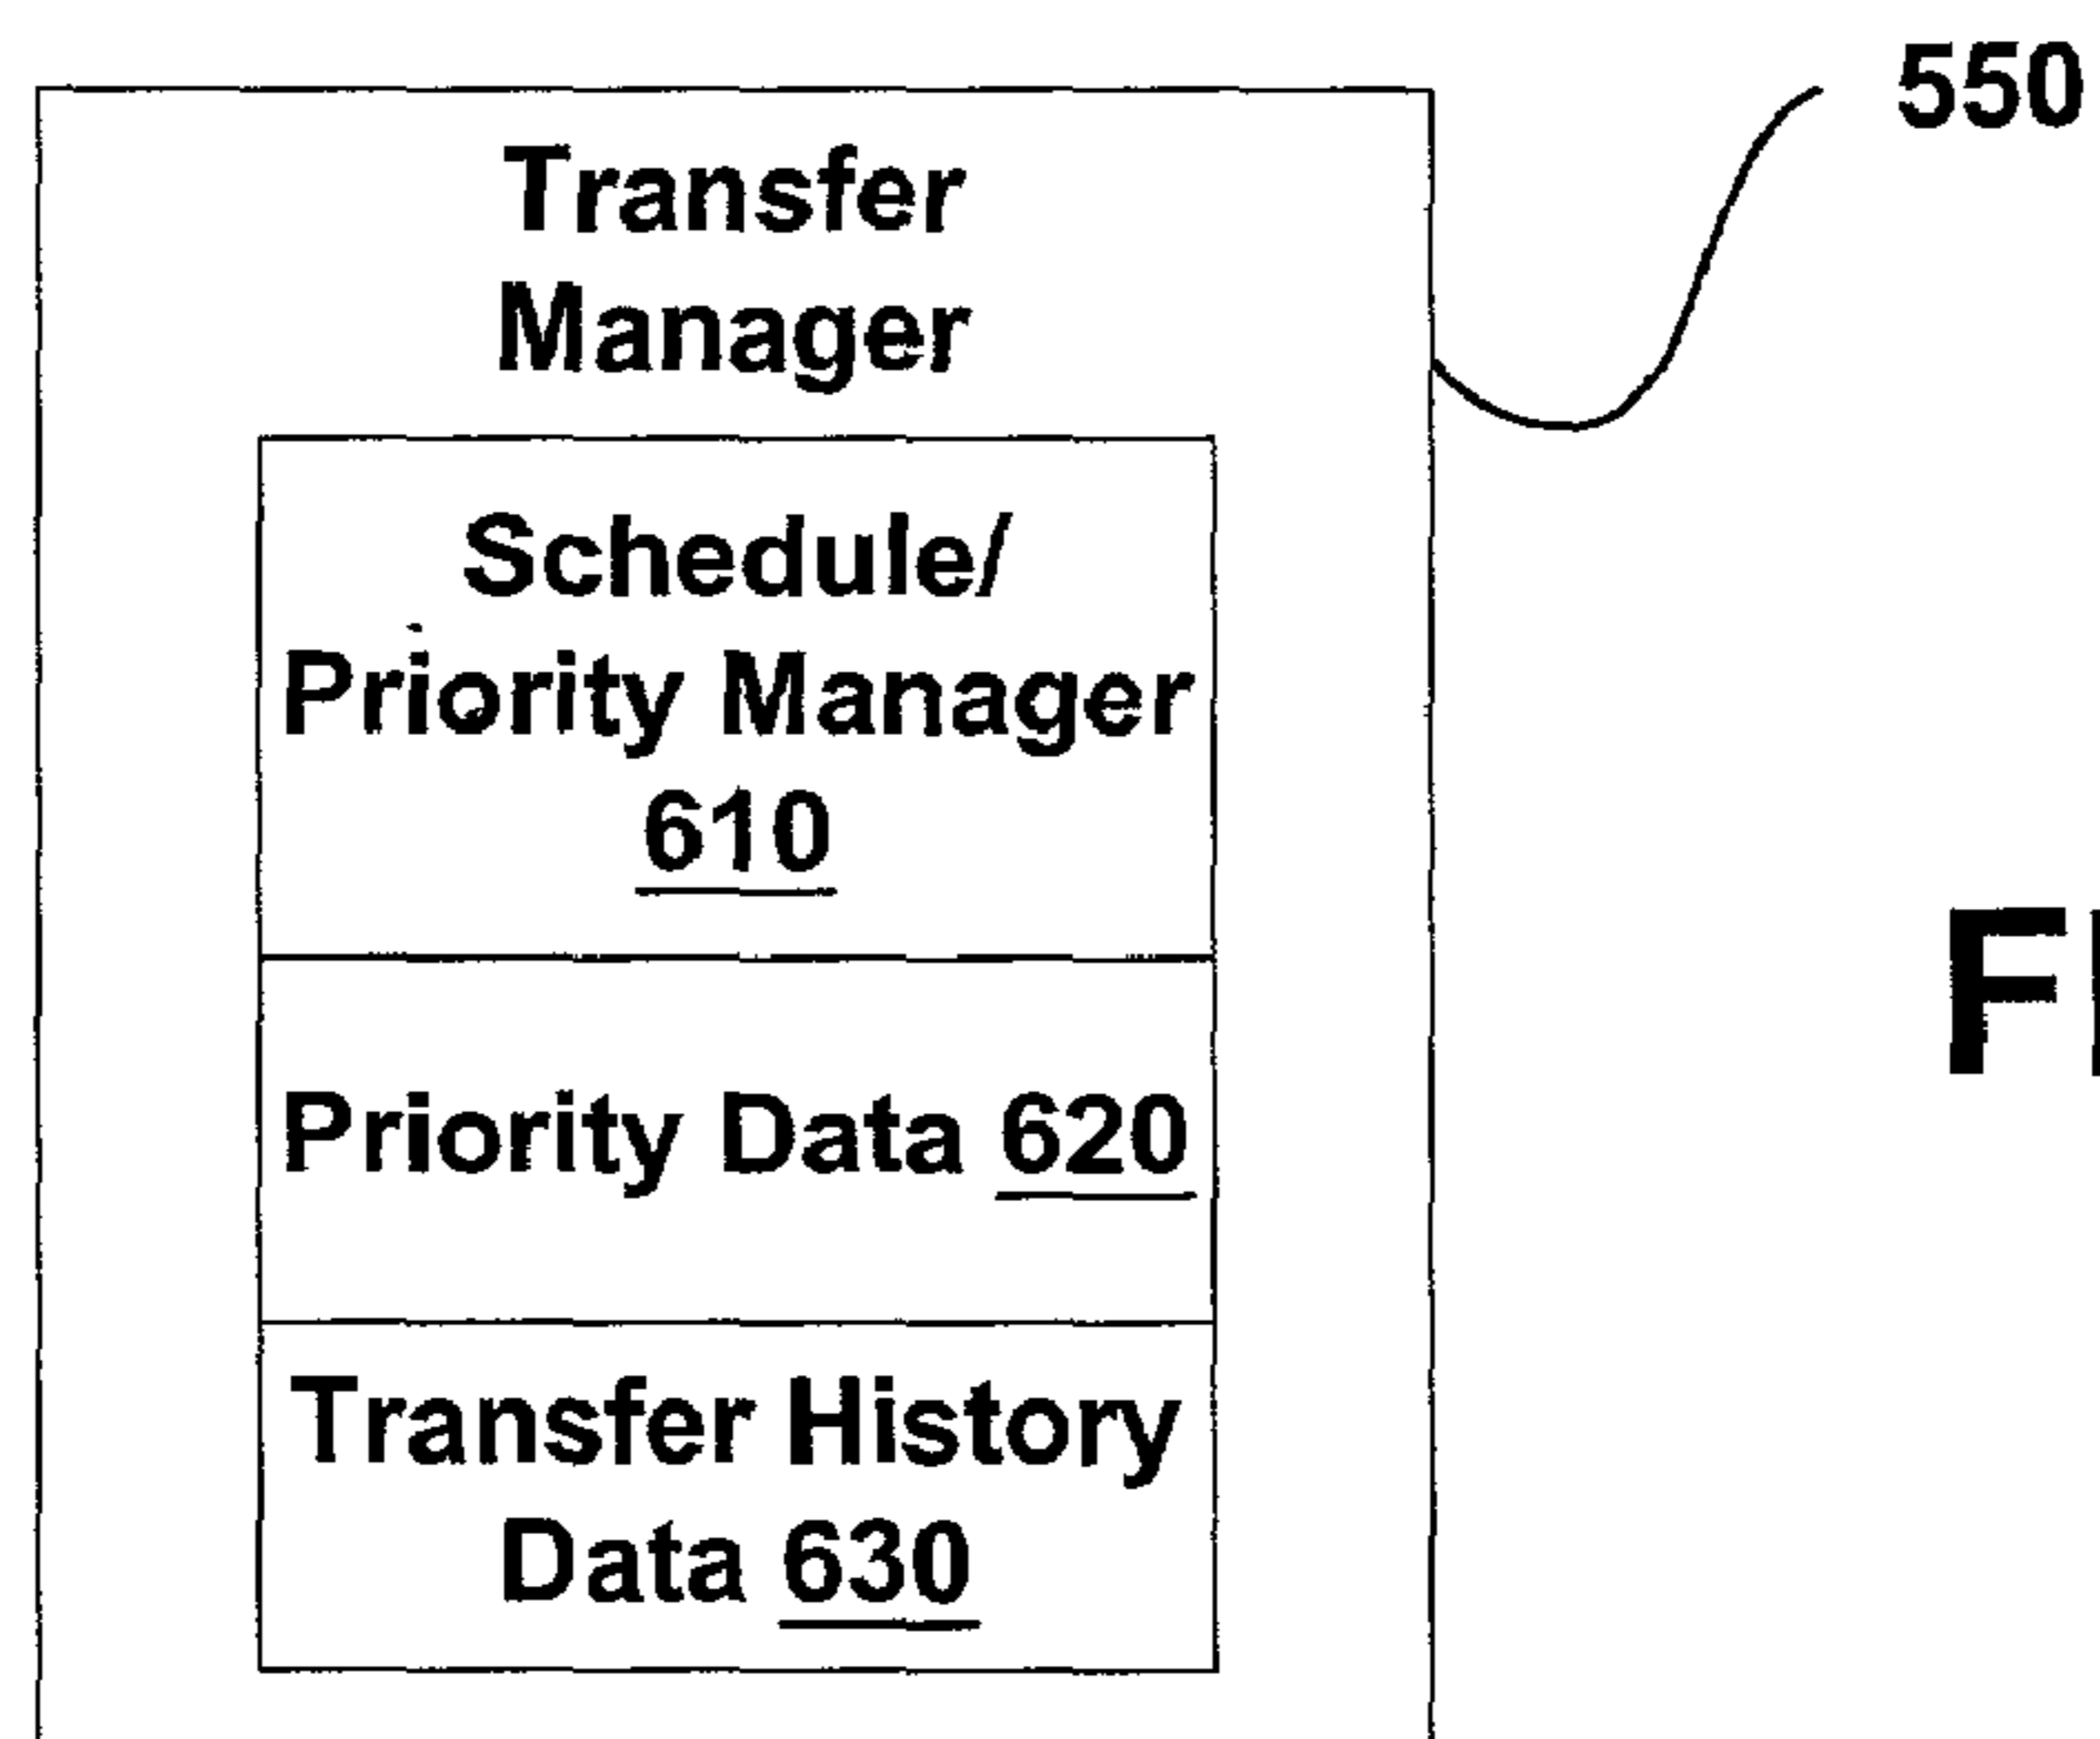 550
Transfer
Manager
Schedule/
Priority Manager
610
Priority Data 620
Transfer History
Data 630